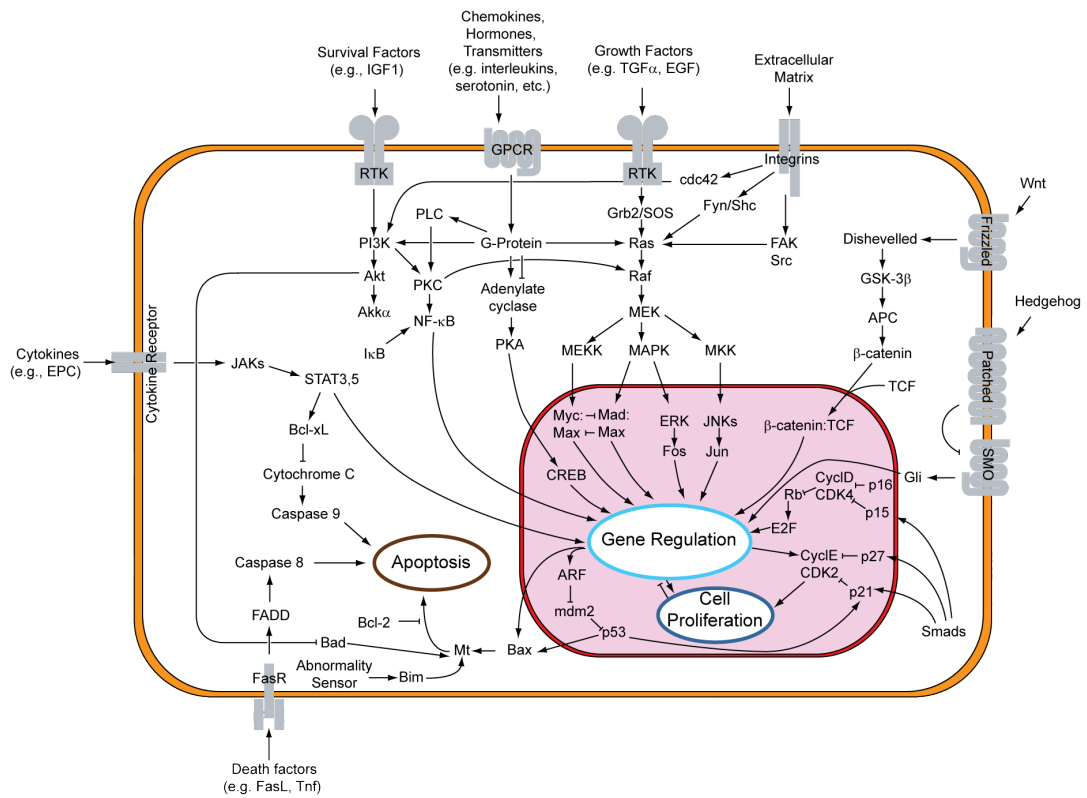 Chemokines,
Hormones,
Transmitters
(e.g. interleukins,
serotonin, etc.)
Survival Factors
(e.g., IGF1)
Growth Factors
(e.g. TGFα, EGF)
Extracellular
Matrix
GPCR
RTK
RTK
Integrins
cdc42
Wnt
PLC
Grb2/SOS
Fyn/Shc
Frizzled
PI3K
G-Protein
Ras
FAK
Src
Dishevelled
Akt
PKC
Raf
GSK-3β
Adenylate
cyclase
Akkα
NF-κB
MEK
APC
Hedgehog
IκB
PKA
MEKK
MAPK
MKK
β-catenin
Cytokines
(e.g., EPC)
Cytokine Receptor
JAKs
STAT3,5
TCF
Patched
Myc:
Max
Mad:
Max
ERK
JNKs
β-catenin:TCF
Bcl-xL
Fos
Jun
Cytochrome C
CREB
Gli
SMO
CyclD
CDK4
p16
p15
Rb
E2F
Caspase 9
Gene Regulation
Apoptosis
Caspase 8
CyclE
CDK2
p27
p21
ARF
mdm2
p53
Cell
Proliferation
FADD
Bcl-2
Smads
Bad
Mt
Bax
FasR
Abnormality
Sensor
Bim
Death factors
(e.g. FasL, Tnf)